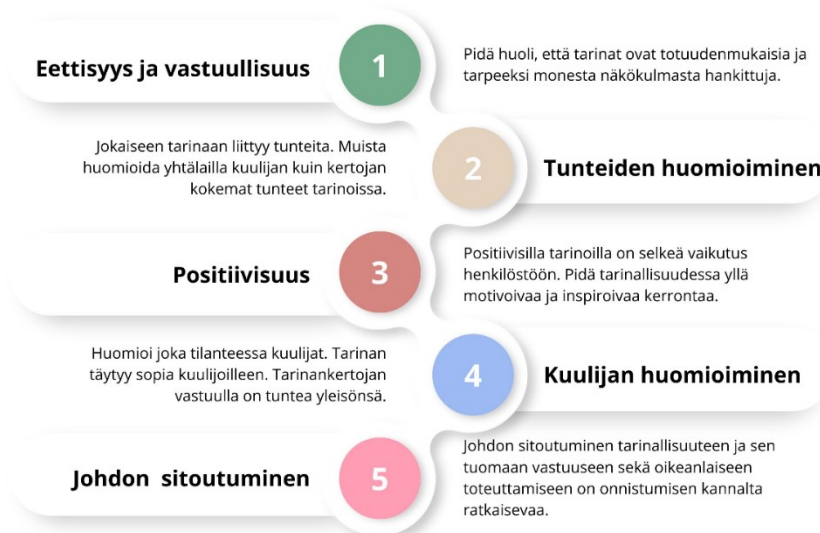 Eettisyys ja vastuullisuus
1
Pidä huoli, että tarinat ovat totuudenmukaisia ja
tarpeeksi monesta näkökulmasta hankittuja.
Jokaiseen tarinaan liittyy tunteita. Muista
huomioida yhtälailla kuulijan kuin kertojan
kokemat tunteet tarinoissa.
2
Tunteiden huomioiminen
Positiivisuus
3
Positiivisilla tarinoilla on selkeä vaikutus
henkilöstöön. Pidä tarinallisuudessa yllä
motivoivaa ja inspiroivaa kerrontaa.
Huomioi joka tilanteessa kuulijat. Tarinan
täytyy sopia kuulijoilleen. Tarinankertojan
vastuulla on tuntea yleisönsä.
4
Kuulijan huomioiminen
Johdon sitoutuminen
5
Johdon sitoutuminen tarinallisuuteen ja sen
tuomaan vastuuseen sekä oikeanlaiseen
toteuttamiseen on onnistumisen kannalta
ratkaisevaa.